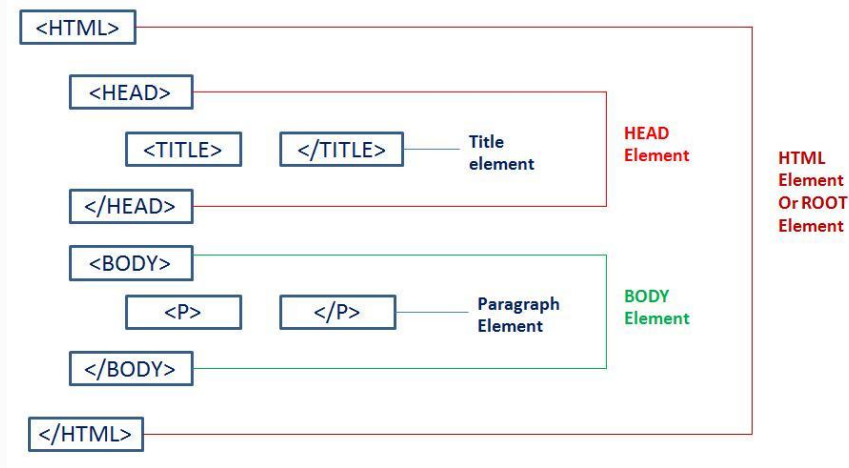 <HTML>
<HEAD>
<TITLE> </TITLE> Title
element
HEAD
Element
</HEAD>
HTML
Element
Or ROOT
Element
<BODY>
<P> </P> Paragraph
Element
BODY
Element
</BODY>
</HTML>